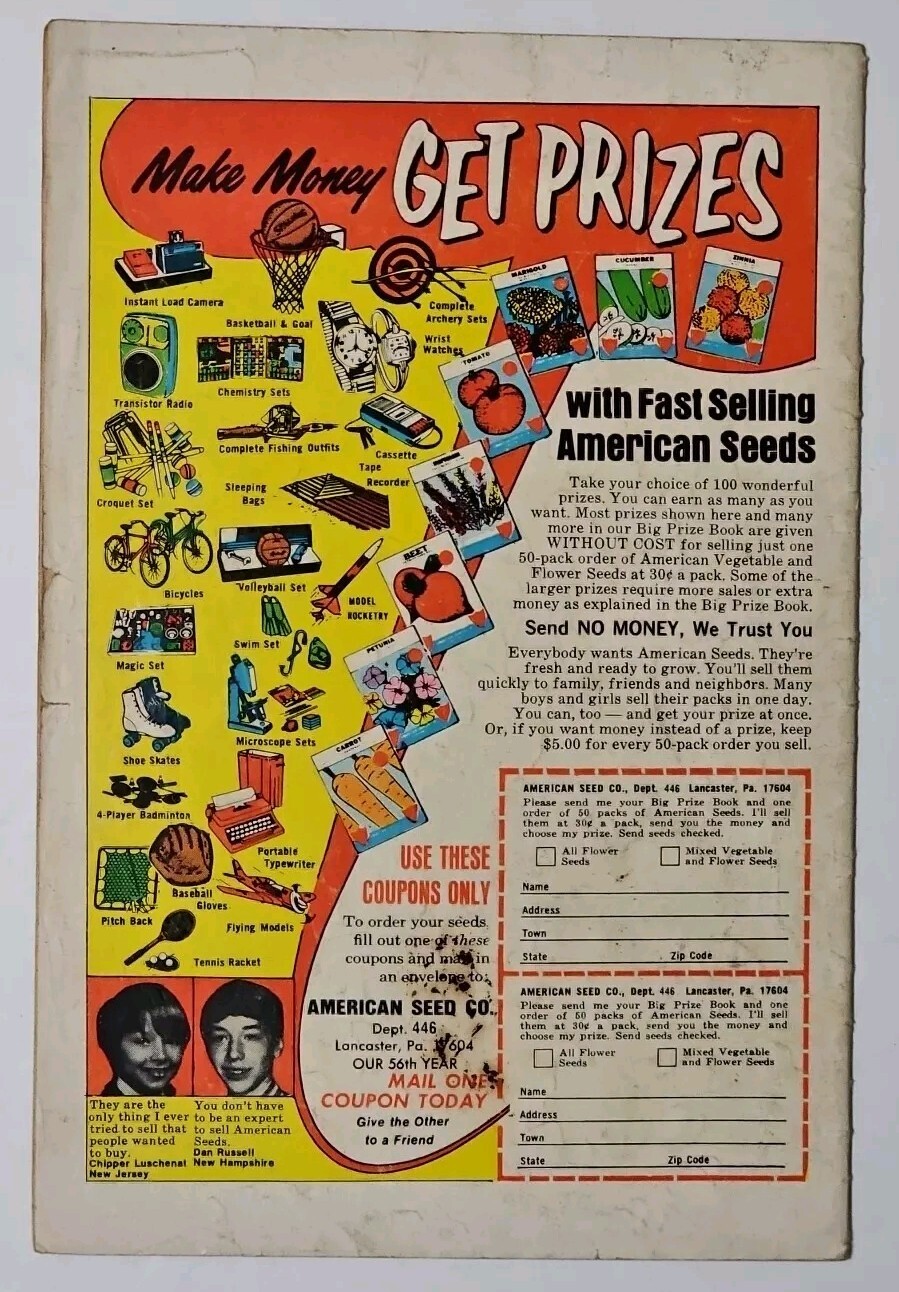 Make Money GET PRIZES
Instant Load Camera
Basketball & Goal
Complete
Archery Sets
MARIGOLD
CUCUMBER
ZINNIA
Transistor Radio
Chemistry Sets
Wrist
Watches
TOMATO
with Fast Selling
American Seeds
Croquet Set
Complete Fishing Outfits
Cassette
Tape
Recorder
Sleeping
Bags
Take your choice of 100 wonderful
prizes. You can earn as many as you
want. Most prizes shown here and many
more in our Big Prize Book are given
WITHOUT COST for selling just one
50-pack order of American Vegetable and
Flower Seeds at 30¢ a pack. Some of the
larger prizes require more sales or extra
money as explained in the Big Prize Book.
Bicycles
Volleyball Set
MODEL
ROCKETRY
BEET
Send NO MONEY, We Trust You
Magic Set
Swim Set
PETUNIA
Everybody wants American Seeds. They're
fresh and ready to grow. You'll sell them
quickly to family, friends and neighbors. Many
boys and girls sell their packs in one day.
You can, too — and get your prize at once.
Or, if you want money instead of a prize, keep
$5.00 for every 50-pack order you sell.
Shoe Skates
Microscope Sets
CARROT
4-Player Badminton
Portable
Typewriter
Pitch Back
Baseball
Gloves
Flying Models
Tennis Racket
USE THESE
COUPONS ONLY
To order your seeds,
fill out one of these
coupons and mail in
an envelope to:
AMERICAN SEED CO.,
Dept. 446
Lancaster, Pa. 17604
OUR 56th YEAR
MAIL ONE
COUPON TODAY
Give the Other
to a Friend
AMERICAN SEED CO., Dept. 446 Lancaster, Pa. 17604
Please send me your Big Prize Book and one
order of 50 packs of American Seeds. I'll sell
them at 30¢ a pack, send you the money and
choose my prize. Send seeds checked.
All Flower
Seeds
Mixed Vegetable
and Flower Seeds
Name
Address
Town
State Zip Code
AMERICAN SEED CO., Dept. 446 Lancaster, Pa. 17604
Please send me your Big Prize Book and one
order of 50 packs of American Seeds. I'll sell
them at 30¢ a pack, send you the money and
choose my prize. Send seeds checked.
All Flower
Seeds
Mixed Vegetable
and Flower Seeds
Name
Address
Town
State Zip Code
They are the
only thing I ever
tried to sell that
people wanted
to buy.
Chipper Luschenat
New Jersey
You don't have
to be an expert
to sell American
Seeds.
Dan Russell
New Hampshire